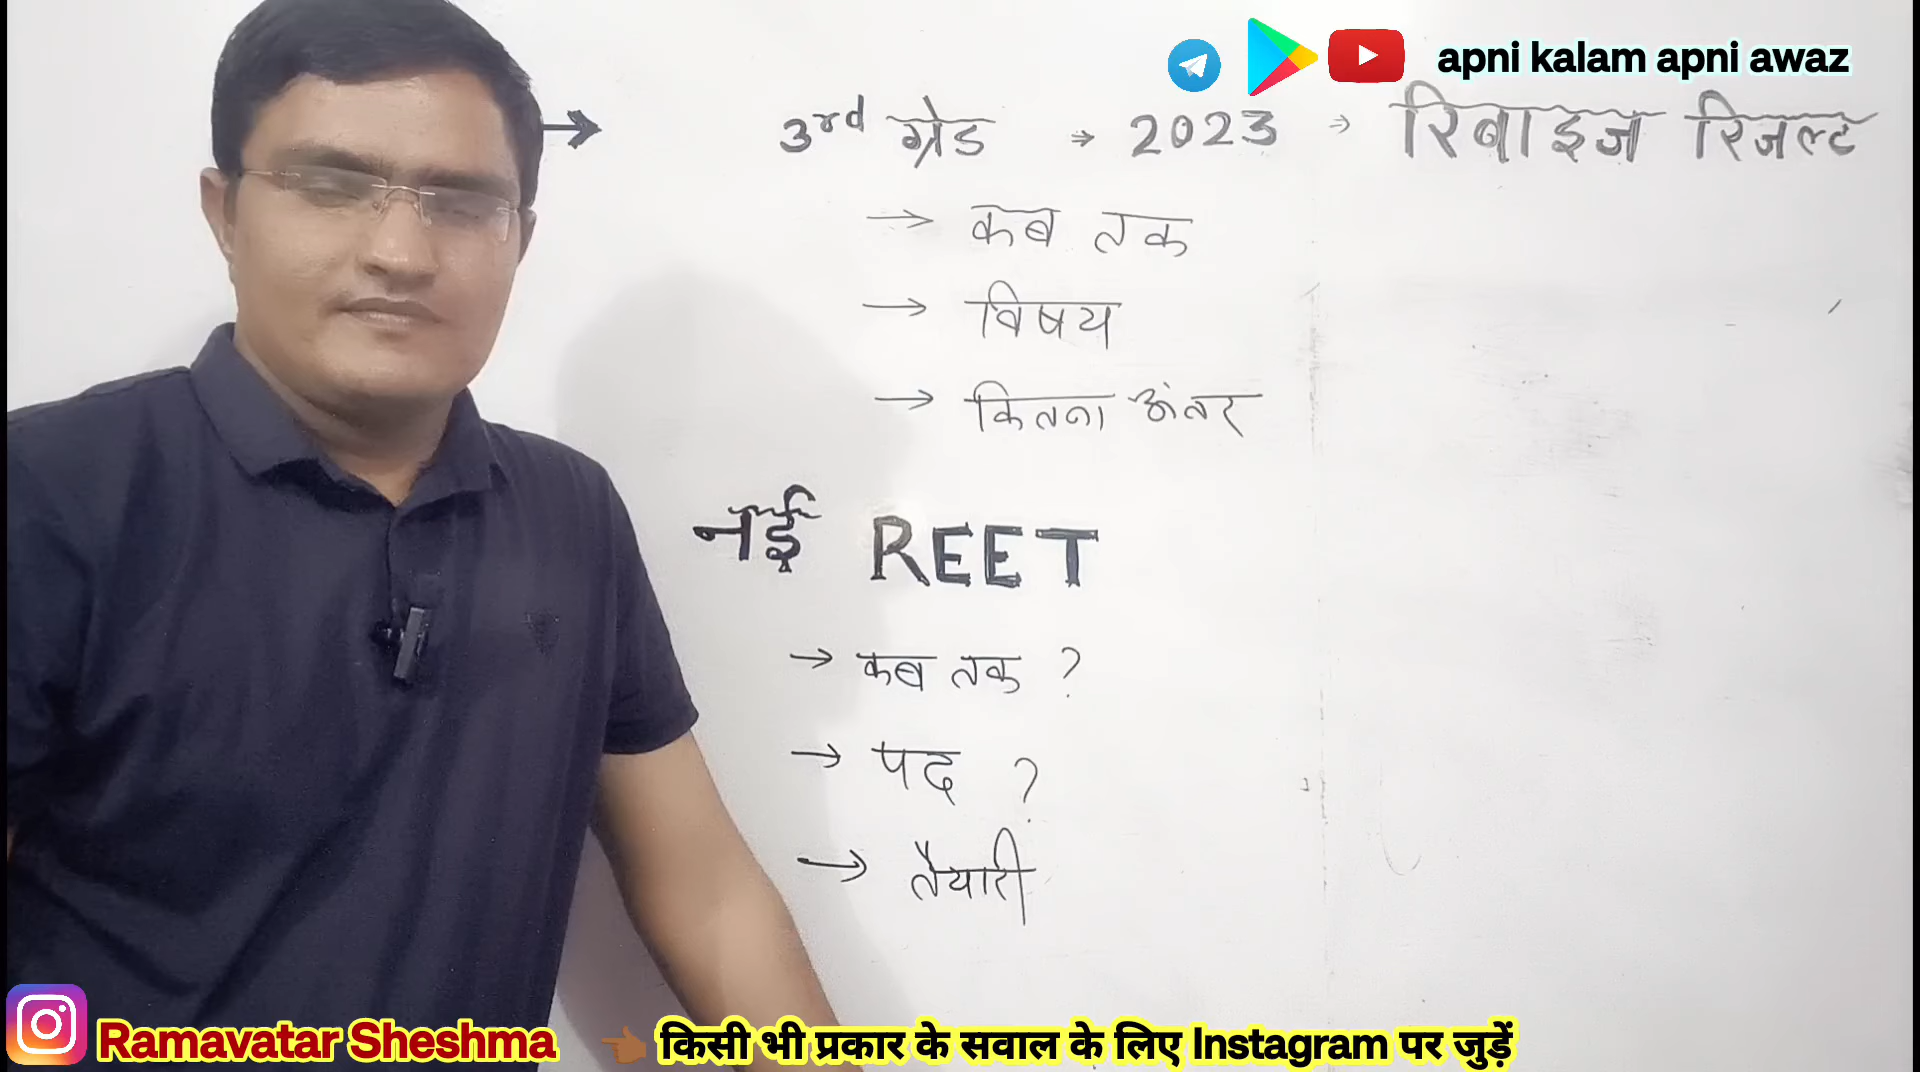 apni kalam apni awaz
→ 3rd ग्रेड → 2023 → रिबाइज रिजल्ट
→ कब तक
→ विषय
→ कितना अंतर
नई REET
→ कब तक ?
→ पद ?
→ तैयारी
Ramavatar Sheshma 👈 किसी भी प्रकार के सवाल के लिए Instagram पर जुड़ें